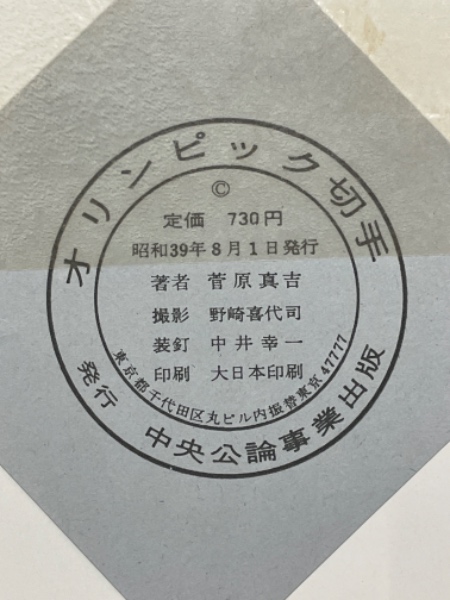 オリンピック切手
©
定価 730円
昭和39年8月1日発行
著者 菅原真吉
撮影 野崎喜代司
装釘 中井幸一
印刷 大日本印刷
東京都千代田区丸ビル内振替東京47777
発行 中央公論事業出版